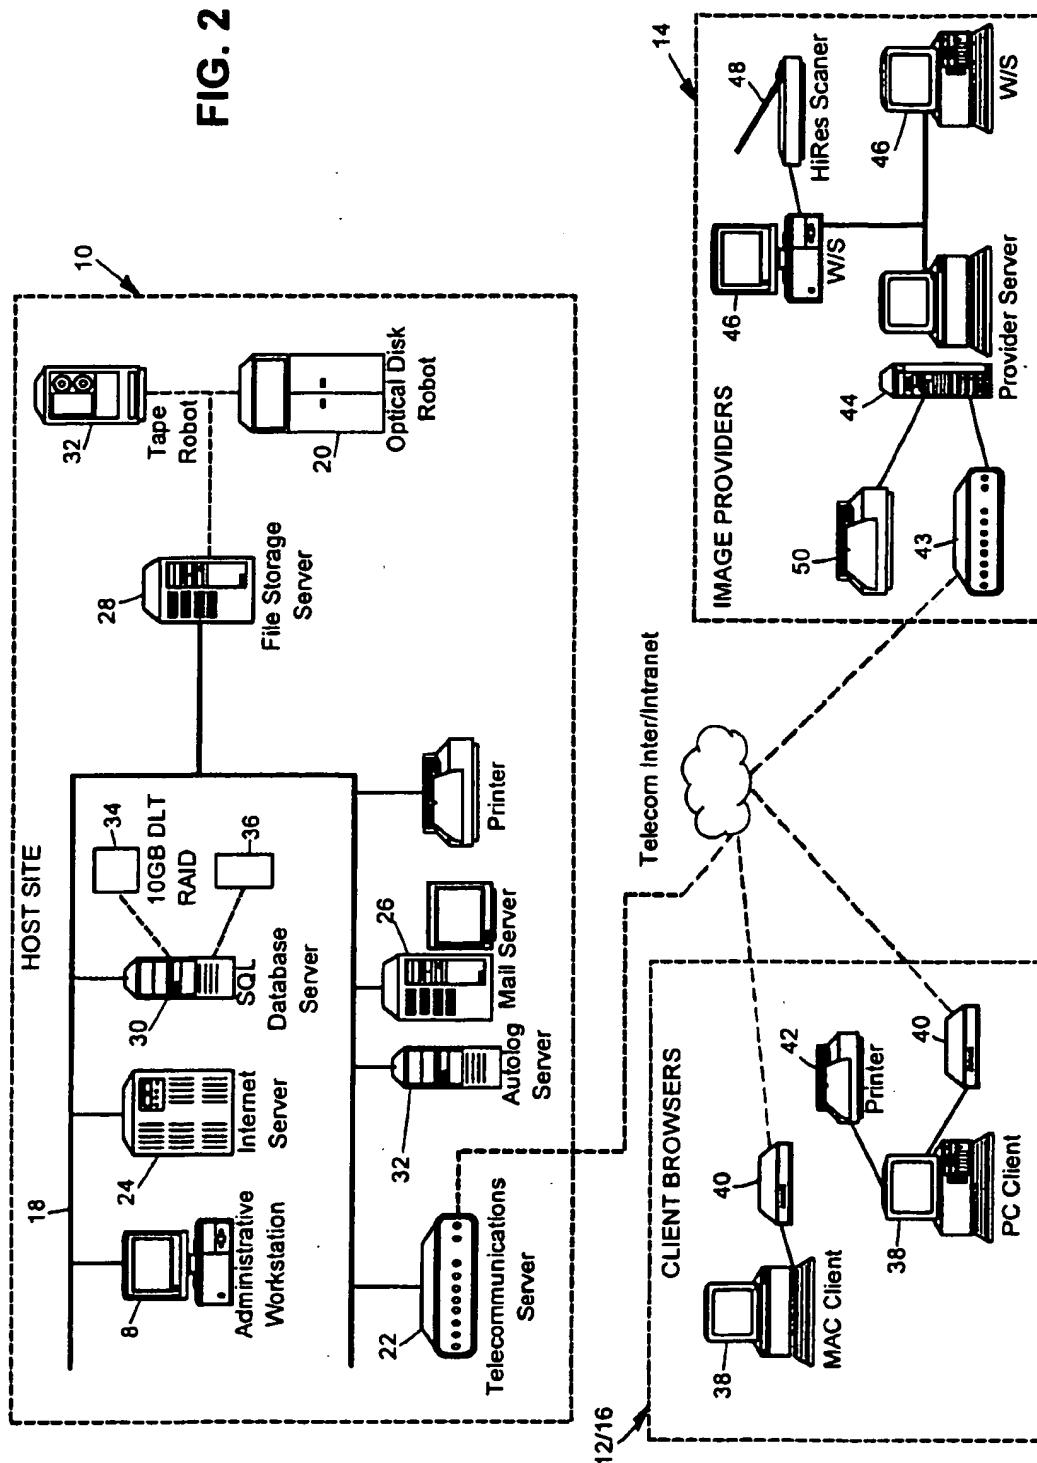 FIG. 2
HOST SITE
10
18
8
Administrative
Workstation
24
Internet
Server
30
SQL
Database
Server
34
10GB DLT
RAID
36
28
File Storage
Server
32
Tape
Robot
20
Optical Disk
Robot
22
Telecommunications
Server
32
Autolog
Server
26
Mail Server
Printer
Telecom Inter/Intranet
12/16
CLIENT BROWSERS
38
MAC Client
40
42
Printer
38
PC Client
40
14
IMAGE PROVIDERS
50
43
44
Provider Server
46
W/S
48
HiRes Scaner
46
W/S